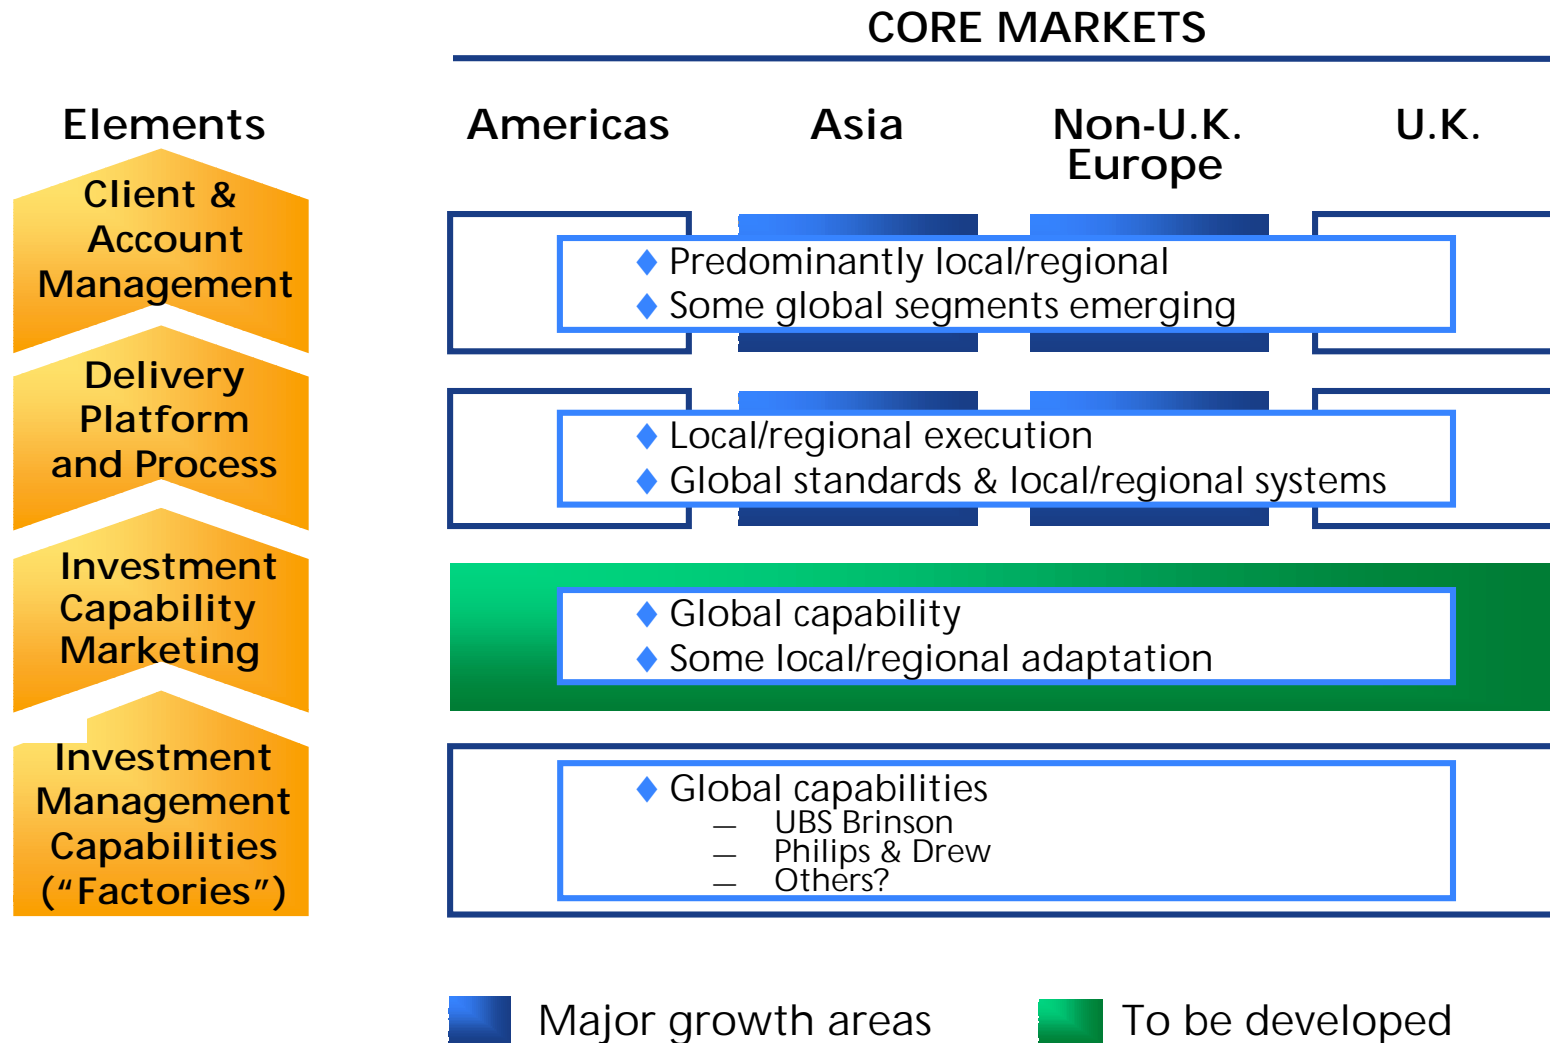 CORE MARKETS
Elements
Americas
Asia
Non-U.K.
Europe
U.K.
Client &
Account
Management
♦ Predominantly local/regional
♦ Some global segments emerging
Delivery
Platform
and Process
♦ Local/regional execution
♦ Global standards & local/regional systems
Investment
Capability
Marketing
♦ Global capability
♦ Some local/regional adaptation
Investment
Management
Capabilities
(“Factories”)
♦ Global capabilities
— UBS Brinson
— Philips & Drew
— Others?
Major growth areas
To be developed